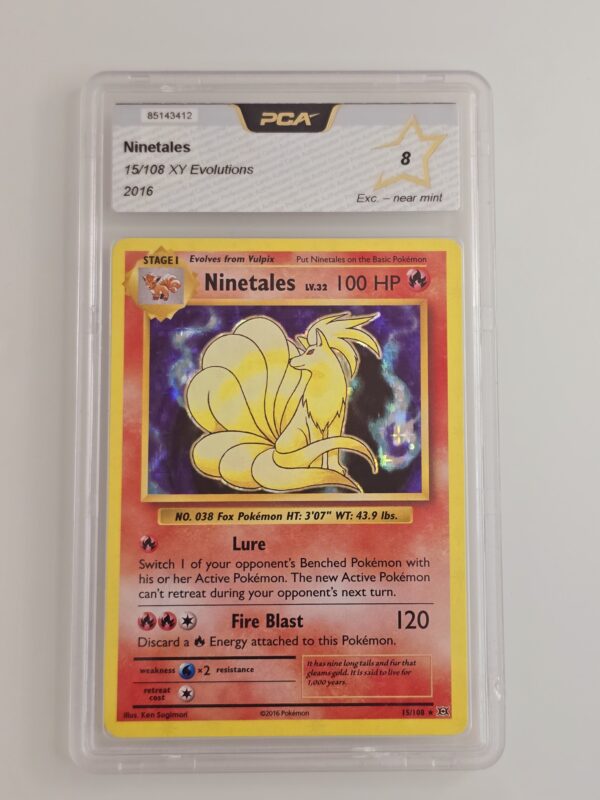 85143412
PCA
Ninetales
15/108 XY Evolutions
2016
8
Exc. – near mint
STAGE 1 Evolves from Vulpix Put Ninetales on the Basic Pokémon
Ninetales LV.32 100 HP
NO. 038 Fox Pokémon HT: 3'07" WT: 43.9 lbs.
Lure
Switch 1 of your opponent's Benched Pokémon with
his or her Active Pokémon. The new Active Pokémon
can't retreat during your opponent's next turn.
Fire Blast 120
Discard a Energy attached to this Pokémon.
weakness ×2 resistance
retreat
cost
It has nine long tails and fur that
gleams gold. It is said to live for
1,000 years.
Illus. Ken Sugimori ©2016 Pokémon 15/108 ★